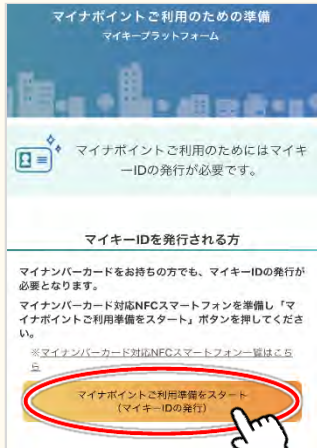 マイナポイントご利用のための準備
マイキープラットフォーム
マイナポイントご利用のためにはマイキ
ーIDの発行が必要です。
マイキーIDを発行される方
マイナンバーカードをお持ちの方でも、マイキーIDの発行が
必要となります。
マイナンバーカード対応NFCスマートフォンを準備し「マ
イナポイントご利用準備をスタート」ボタンを押してくださ
い。
※マイナンバーカード対応NFCスマートフォン一覧はこち
ら
マイナポイントご利用準備をスタート
(マイキーIDの発行)